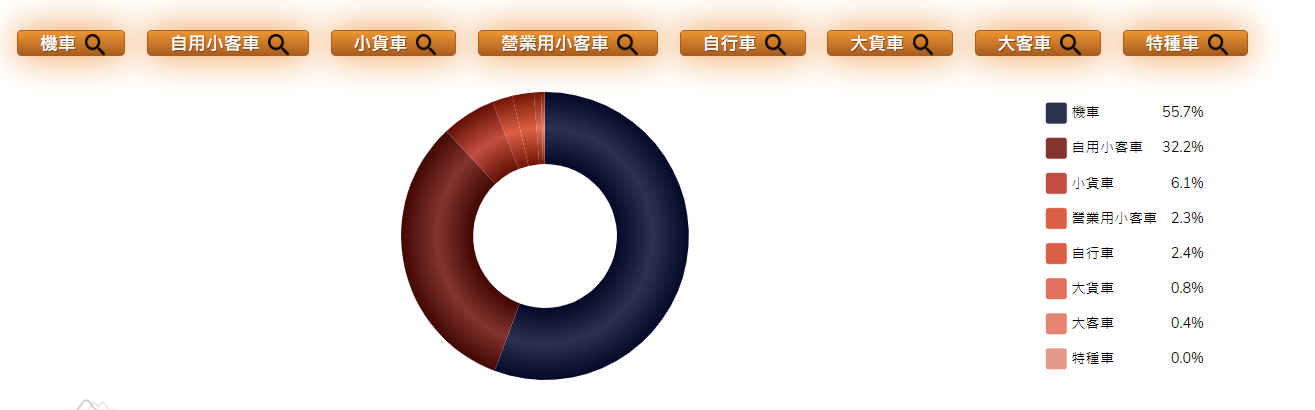 機車 自用小客車 小貨車 營業用小客車 自行車 大貨車 大客車 特種車
機車 55.7%
自用小客車 32.2%
小貨車 6.1%
營業用小客車 2.3%
自行車 2.4%
大貨車 0.8%
大客車 0.4%
特種車 0.0%